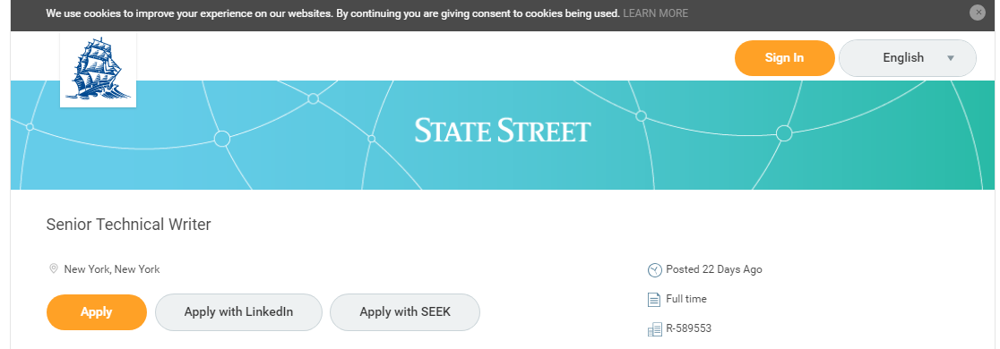 We use cookies to improve your experience on our websites. By continuing you are giving consent to cookies being used. LEARN MORE
Sign In
English
STATE STREET
Senior Technical Writer
New York, New York
Posted 22 Days Ago
Full time
Apply
Apply with LinkedIn
Apply with SEEK
R-589553